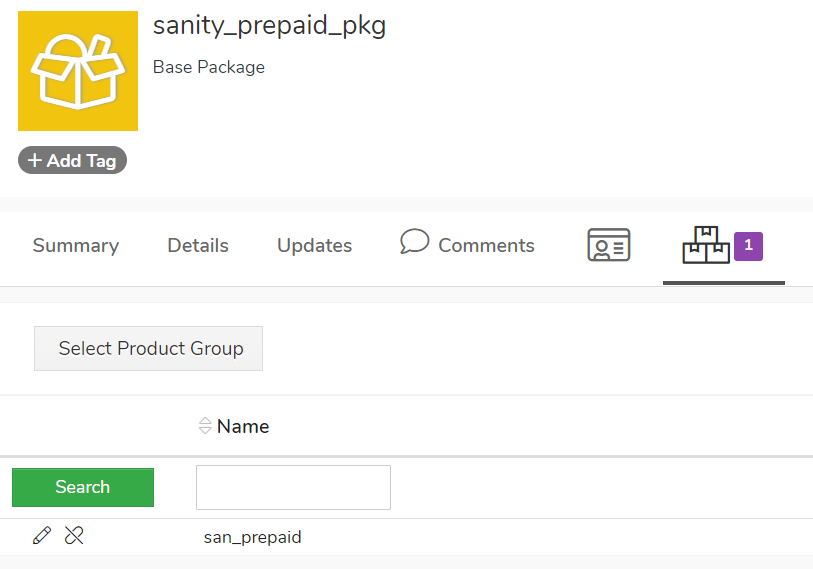 sanity_prepaid_pkg
Base Package
+ Add Tag
Summary Details Updates Comments 1
Select Product Group
Name
Search
san_prepaid